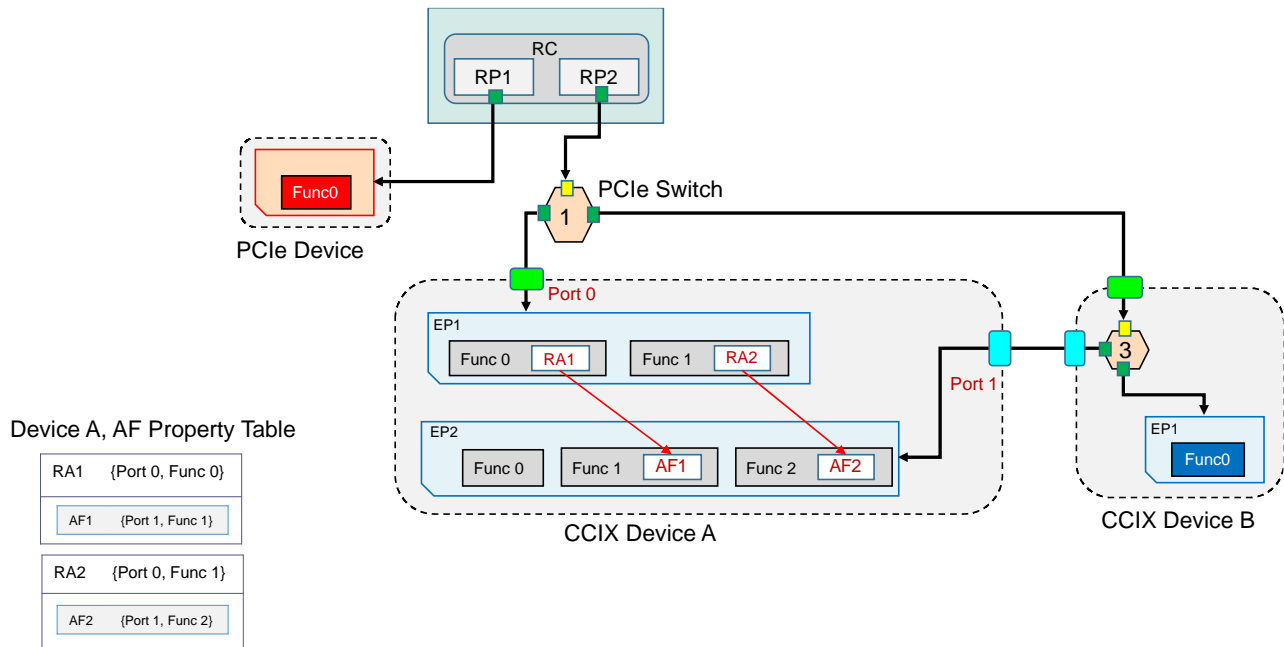 RC
RP1
RP2
Func0
PCIe Device
PCIe Switch
1
Port 0
EP1
Func 0
RA1
Func 1
RA2
Port 1
3
EP2
Func 0
Func 1
AF1
Func 2
AF2
EP1
Func0
CCIX Device A
CCIX Device B
Device A, AF Property Table
RA1 {Port 0, Func 0}
AF1 {Port 1, Func 1}
RA2 {Port 0, Func 1}
AF2 {Port 1, Func 2}